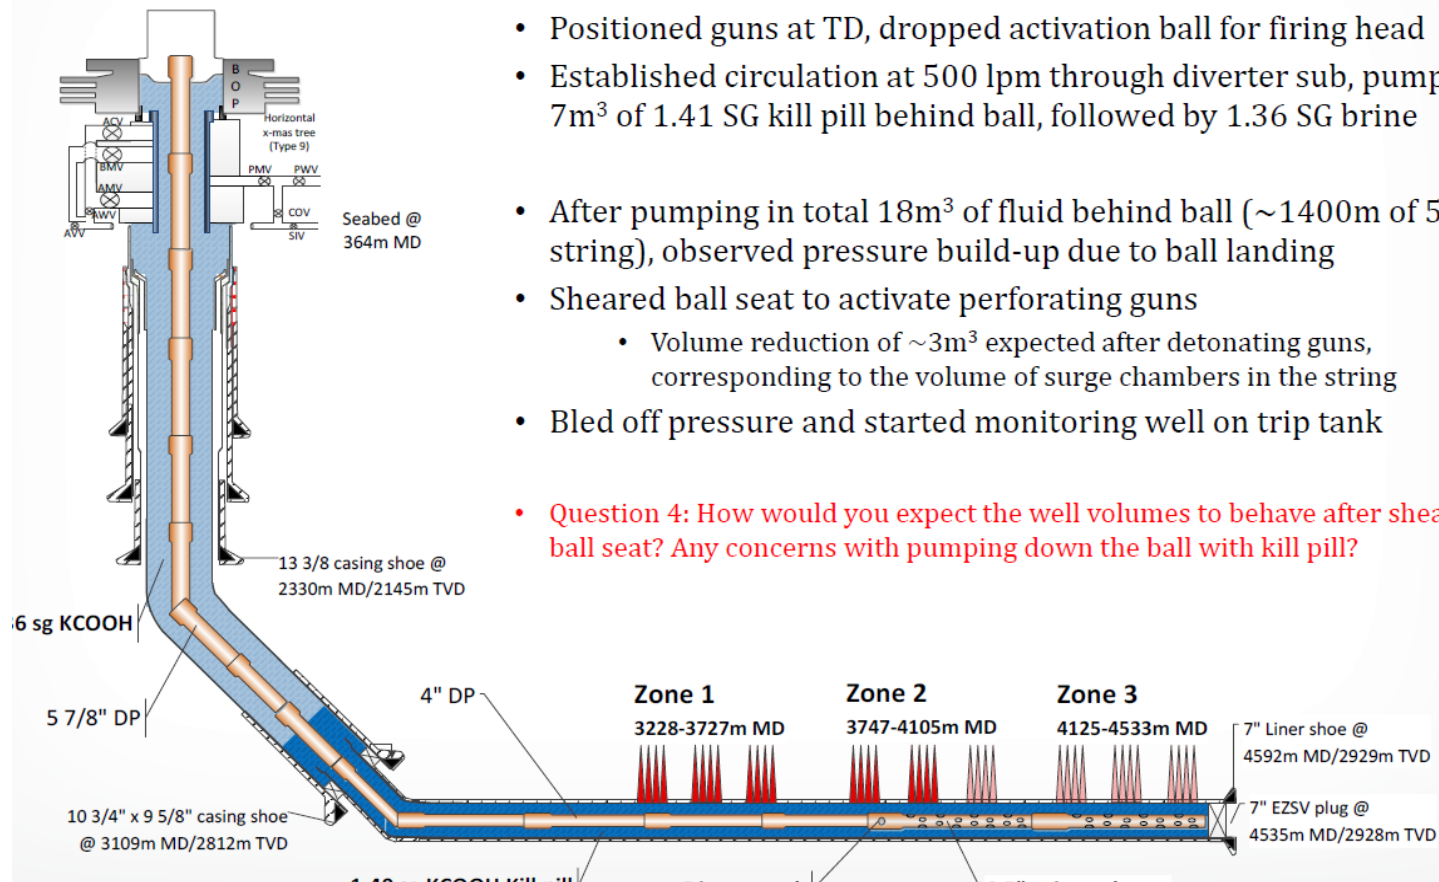 • Positioned guns at TD, dropped activation ball for firing head
• Established circulation at 500 lpm through diverter sub, pump
7m³ of 1.41 SG kill pill behind ball, followed by 1.36 SG brine
• After pumping in total 18m³ of fluid behind ball (~1400m of 5
string), observed pressure build-up due to ball landing
• Sheared ball seat to activate perforating guns
• Volume reduction of ~3m³ expected after detonating guns,
corresponding to the volume of surge chambers in the string
• Bled off pressure and started monitoring well on trip tank
• Question 4: How would you expect the well volumes to behave after shea
ball seat? Any concerns with pumping down the ball with kill pill?
B
O
P
Horizontal
x-mas tree
(Type 9)
ACV
BMV
AMV
AWV
AVV
PMV
PWV
COV
SIV
Seabed @
364m MD
13 3/8 casing shoe @
2330m MD/2145m TVD
6 sg KCOOH
5 7/8" DP
4" DP
Zone 1
3228-3727m MD
Zone 2
3747-4105m MD
Zone 3
4125-4533m MD
7" Liner shoe @
4592m MD/2929m TVD
7" EZSV plug @
4535m MD/2928m TVD
10 3/4" x 9 5/8" casing shoe
@ 3109m MD/2812m TVD